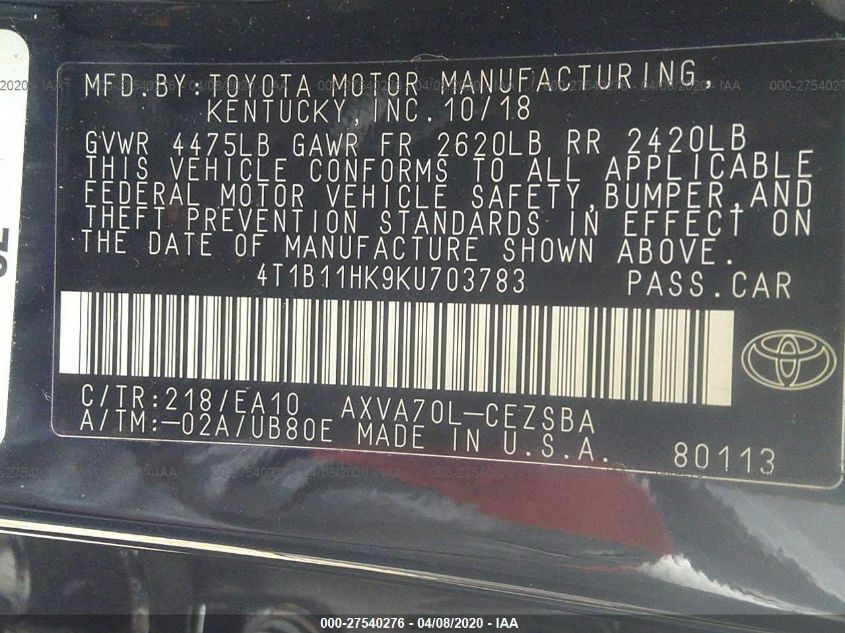 MFD.BY:TOYOTA MOTOR MANUFACTURING,
KENTUCKY, INC.10/18
GVWR 4475LB GAWR FR 2620LB RR 2420LB
THIS VEHICLE CONFORMS TO ALL APPLICABLE
FEDERAL MOTOR VEHICLE SAFETY,BUMPER,AND
THEFT PREVENTION STANDARDS IN EFFECT ON
THE DATE OF MANUFACTURE SHOWN ABOVE.
4T1B11HK9KU703783 PASS.CAR
C/TR:218/EA10 AXVA70L-CEZSBA
A/TM:-02A/UB80E MADE IN U.S.A. 80113
000-27540276 - 04/08/2020 - IAA